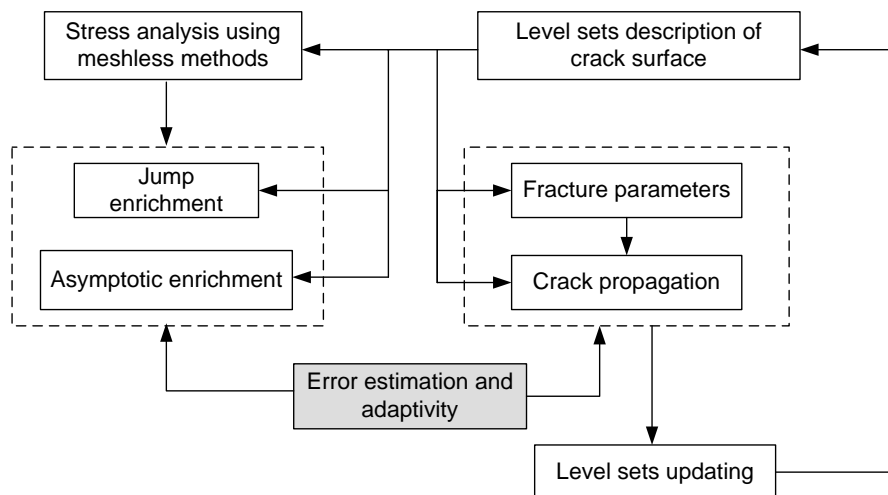 Stress analysis using
meshless methods
Level sets description of
crack surface
Jump
enrichment
Asymptotic enrichment
Fracture parameters
Crack propagation
Error estimation and
adaptivity
Level sets updating